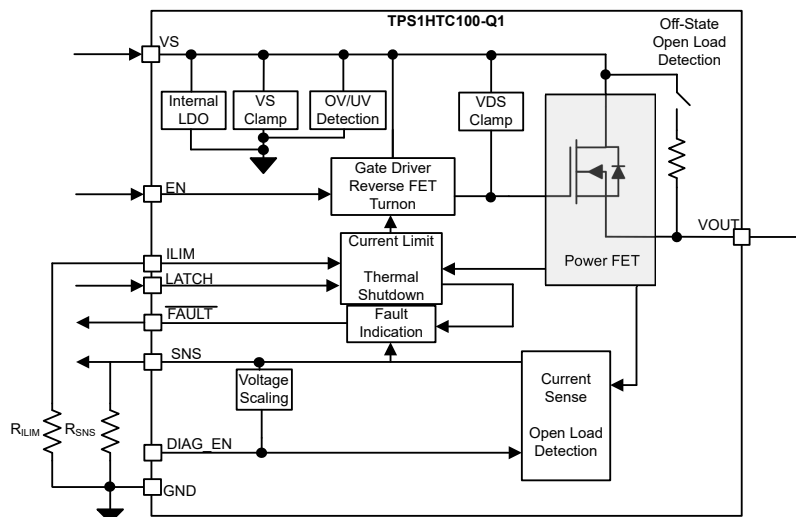 TPS1HTC100-Q1
VS
Off-State
Open Load
Detection
Internal
LDO
VS
Clamp
OV/UV
Detection
VDS
Clamp
EN
Gate Driver
Reverse FET
Turnon
VOUT
Power FET
ILIM
LATCH
Current Limit
Thermal
Shutdown
FAULT
Fault
Indication
SNS
Voltage
Scaling
Current
Sense
Open Load
Detection
RILIM
RSNS
DIAG_EN
GND